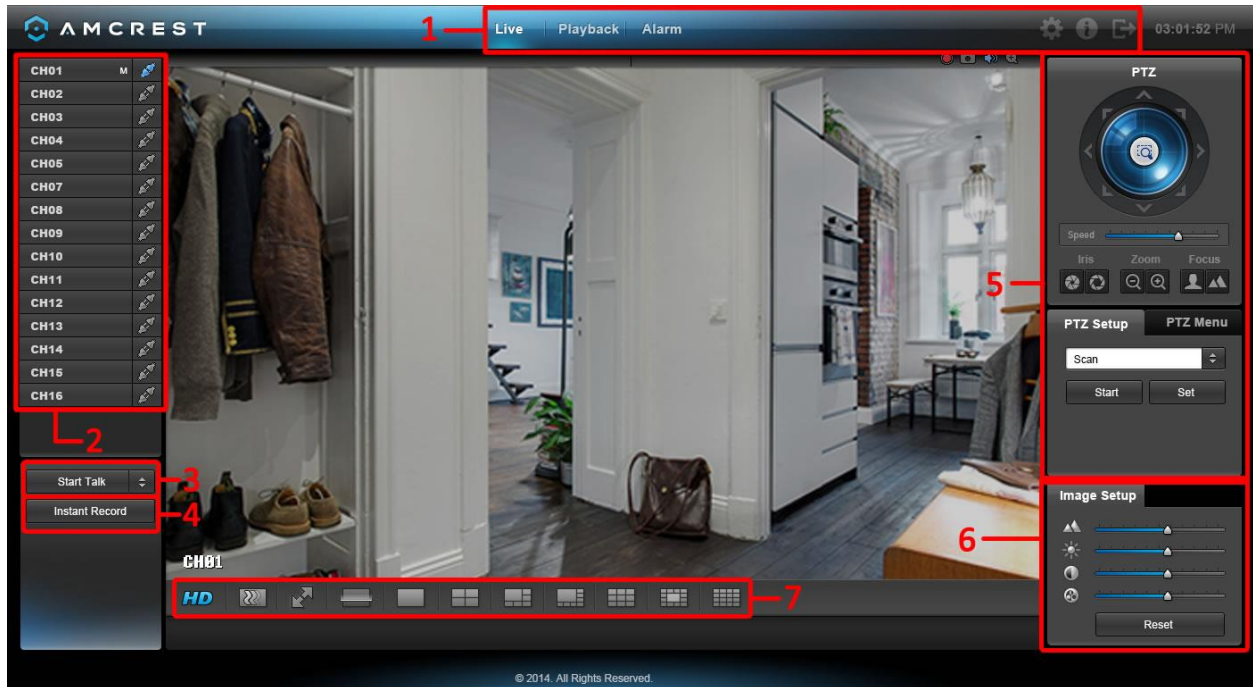 AMCREST
1
Live Playback Alarm
03:01:52 PM
CH01 M
CH02
CH03
CH04
CH05
CH07
CH08
CH09
CH10
CH11
CH12
CH13
CH14
CH15
CH16
2
Start Talk
3
Instant Record
4
CH01
HD
7
PTZ
Speed
Iris Zoom Focus
5
PTZ Setup PTZ Menu
Scan
Start Set
Image Setup
6
Reset
© 2014. All Rights Reserved.